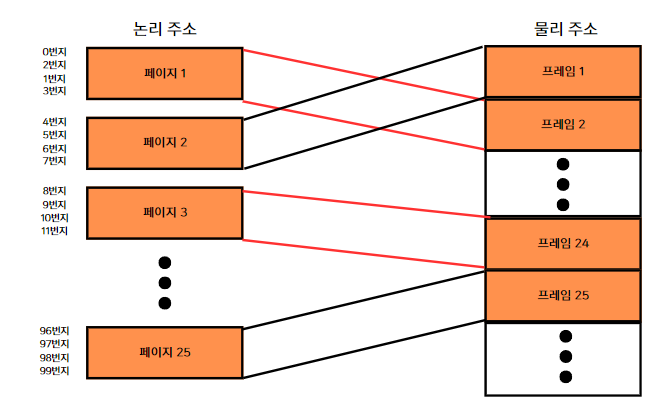 논리 주소
물리 주소
0번지
2번지
1번지
3번지
페이지 1
4번지
5번지
6번지
7번지
페이지 2
8번지
9번지
10번지
11번지
페이지 3
96번지
97번지
98번지
99번지
페이지 25
프레임 1
프레임 2
프레임 24
프레임 25